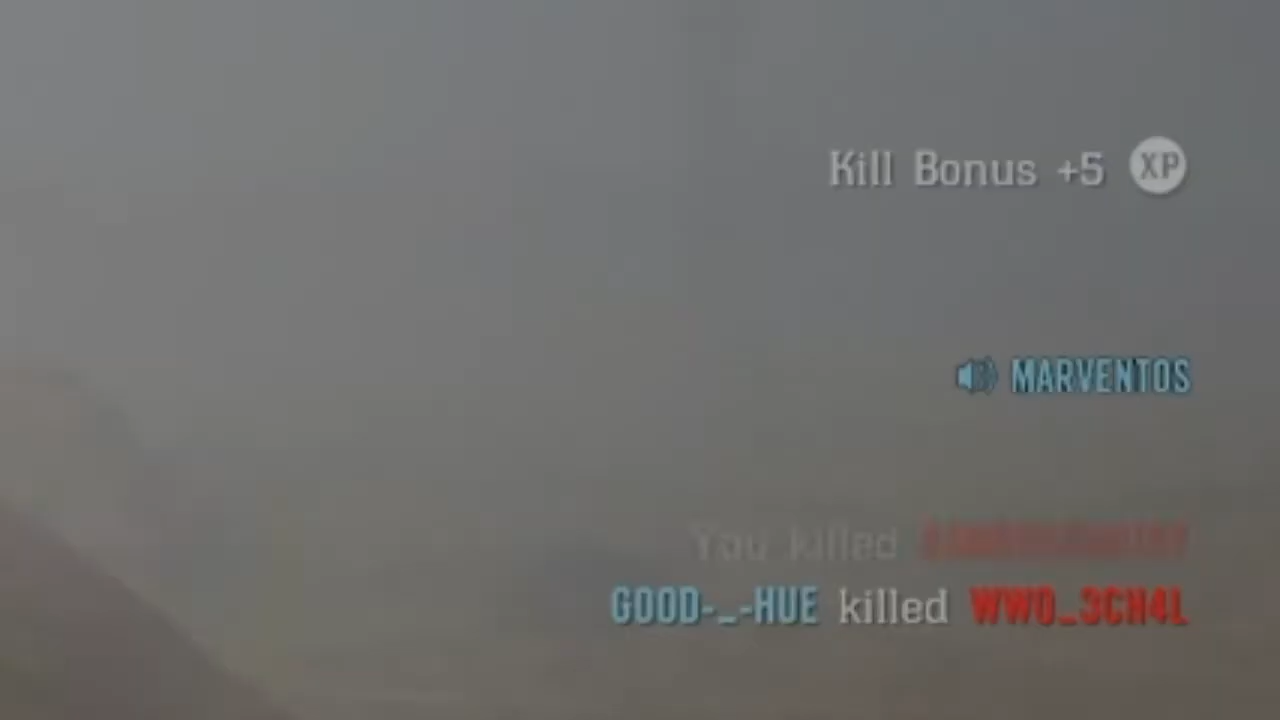 Kill Bonus +5 XP
MARVENTOS
You killed
GOOD-_-HUE killed WWO_3CH4L